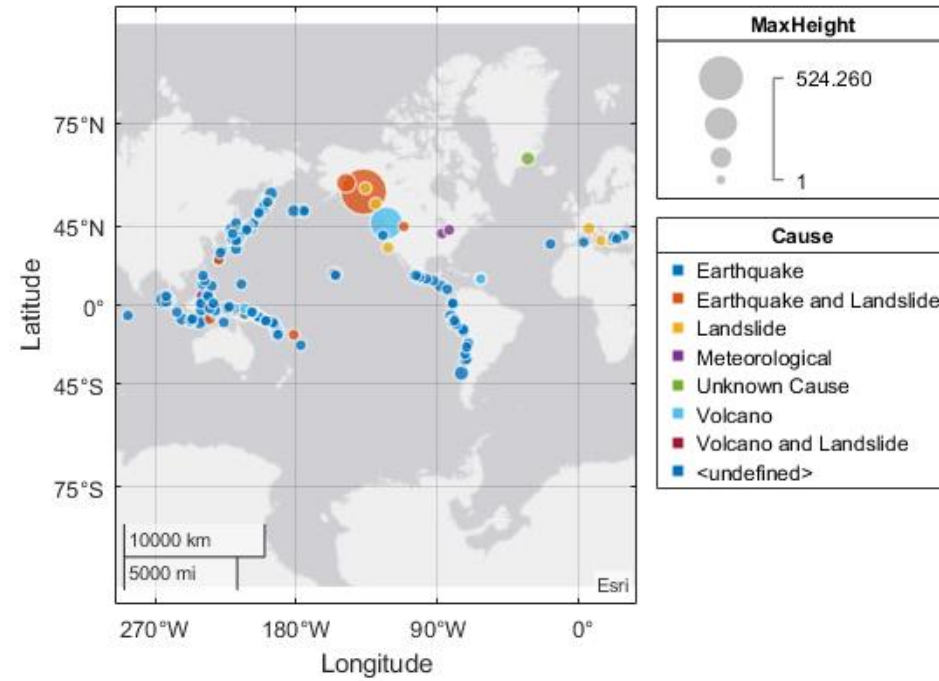 75°N
45°N
0°
45°S
75°S
Latitude
10000 km
5000 mi
Esri
270°W
180°W
90°W
0°
Longitude
MaxHeight
524.260
1
Cause
Earthquake
Earthquake and Landslide
Landslide
Meteorological
Unknown Cause
Volcano
Volcano and Landslide
<undefined>